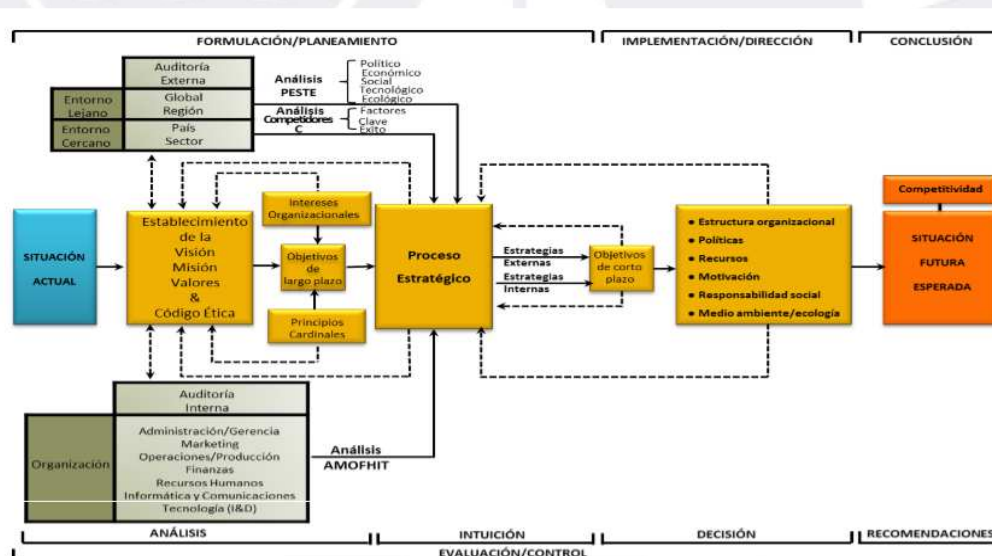 FORMULACIÓN/PLANEAMIENTO
IMPLEMENTACIÓN/DIRECCIÓN
CONCLUSIÓN
Auditoría
Externa
Entorno
Lejano
Global
Región
Entorno
Cercano
País
Sector
Análisis
PESTE
Político
Económico
Social
Tecnológico
Ecológico
Análisis
Competidores
C
Factores
Clave
Éxito
SITUACIÓN
ACTUAL
Establecimiento
de la
Visión
Misión
Valores
&
Código Ética
Intereses
Organizacionales
Objetivos
de
largo plazo
Principios
Cardinales
Proceso
Estratégico
Estrategias
Externas
Estrategias
Internas
Objetivos
de corto
plazo
• Estructura organizacional
• Políticas
• Recursos
• Motivación
• Responsabilidad social
• Medio ambiente/ecología
Competitividad
SITUACIÓN
FUTURA
ESPERADA
Auditoría
Interna
Organización
Administración/Gerencia
Marketing
Operaciones/Producción
Finanzas
Recursos Humanos
Informática y Comunicaciones
Tecnología (I&D)
Análisis
AMOFHIT
ANÁLISIS
INTUICIÓN
DECISIÓN
RECOMENDACIONES
EVALUACIÓN/CONTROL